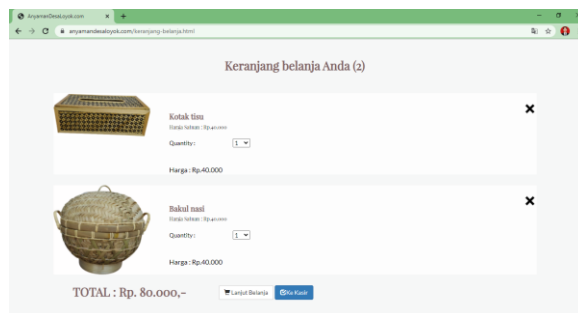 AnyamanDesaLoyok.com
anyamandesaloyok.com/keranjang-belanja.html
Keranjang belanja Anda (2)
Kotak tisu
Harga Satuan : Rp.40.000
Quantity :
1
Harga : Rp.40.000
Bakul nasi
Harga Satuan : Rp.40.000
Quantity :
1
Harga : Rp.40.000
TOTAL : Rp. 80.000,-
Lanjut Belanja
Ke Kasir